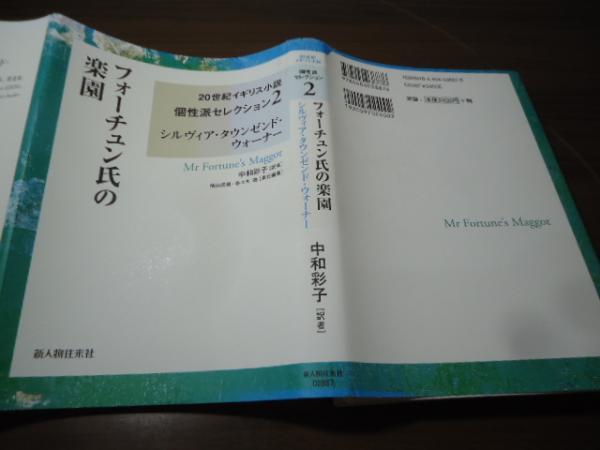 フォーチュン氏の
楽園
20世紀イギリス小説
個性派セレクション2
シルヴィア・タウンゼンド・
ウォーナー
Mr Fortune's Maggot
中和彩子[訳者]
新人物往来社
個性派
セレクション
2
フォーチュン氏の楽園
シルヴィア・タウンゼンド・ウォーナー
中和彩子
[訳者]
新人物往来社
Mr Fortune's Maggot